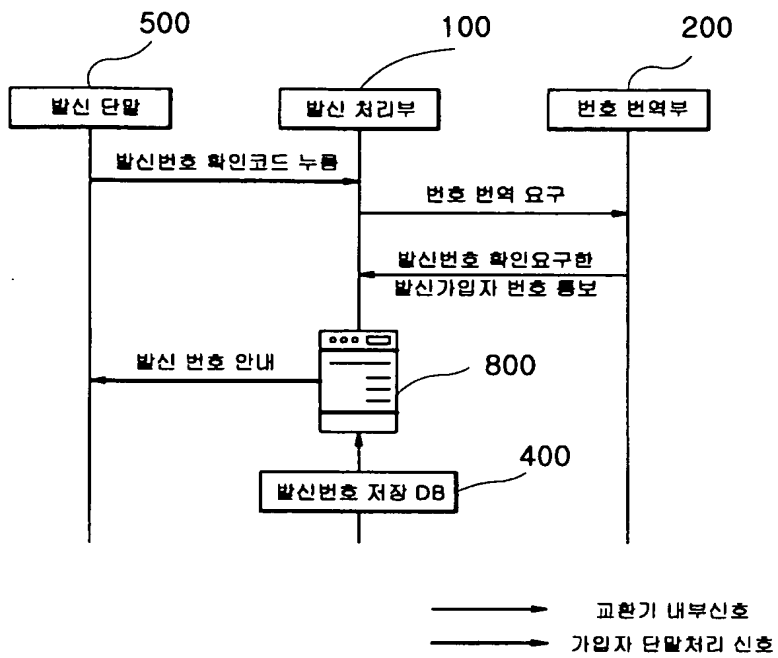 500
100
200
발신 단말
발신 처리부
번호 번역부
발신번호 확인코드 누름
번호 번역 요구
발신번호 확인요구한
발신가입자 번호 통보
발신 번호 안내
800
400
발신번호 저장 DB
교환기 내부신호
가입자 단말처리 신호